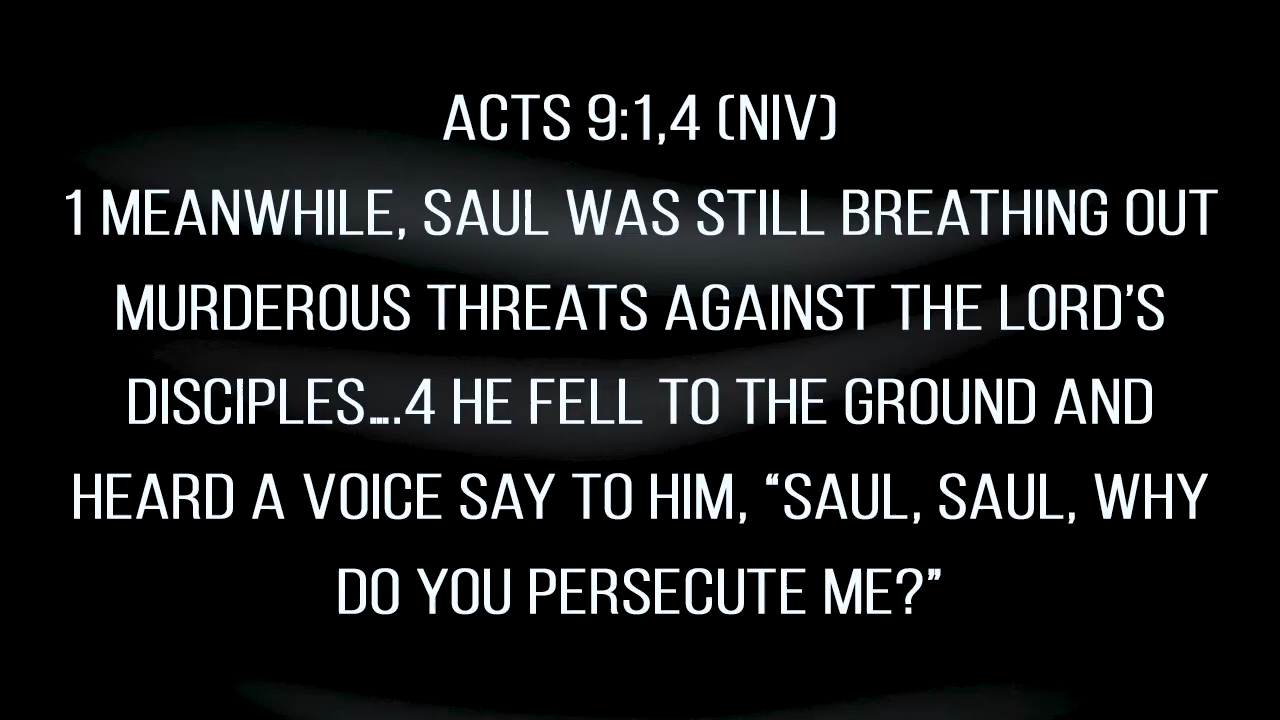 ACTS 9:1,4 (NIV)
1 MEANWHILE, SAUL WAS STILL BREATHING OUT
MURDEROUS THREATS AGAINST THE LORD’S
DISCIPLES….4 HE FELL TO THE GROUND AND
HEARD A VOICE SAY TO HIM, “SAUL, SAUL, WHY
DO YOU PERSECUTE ME?”